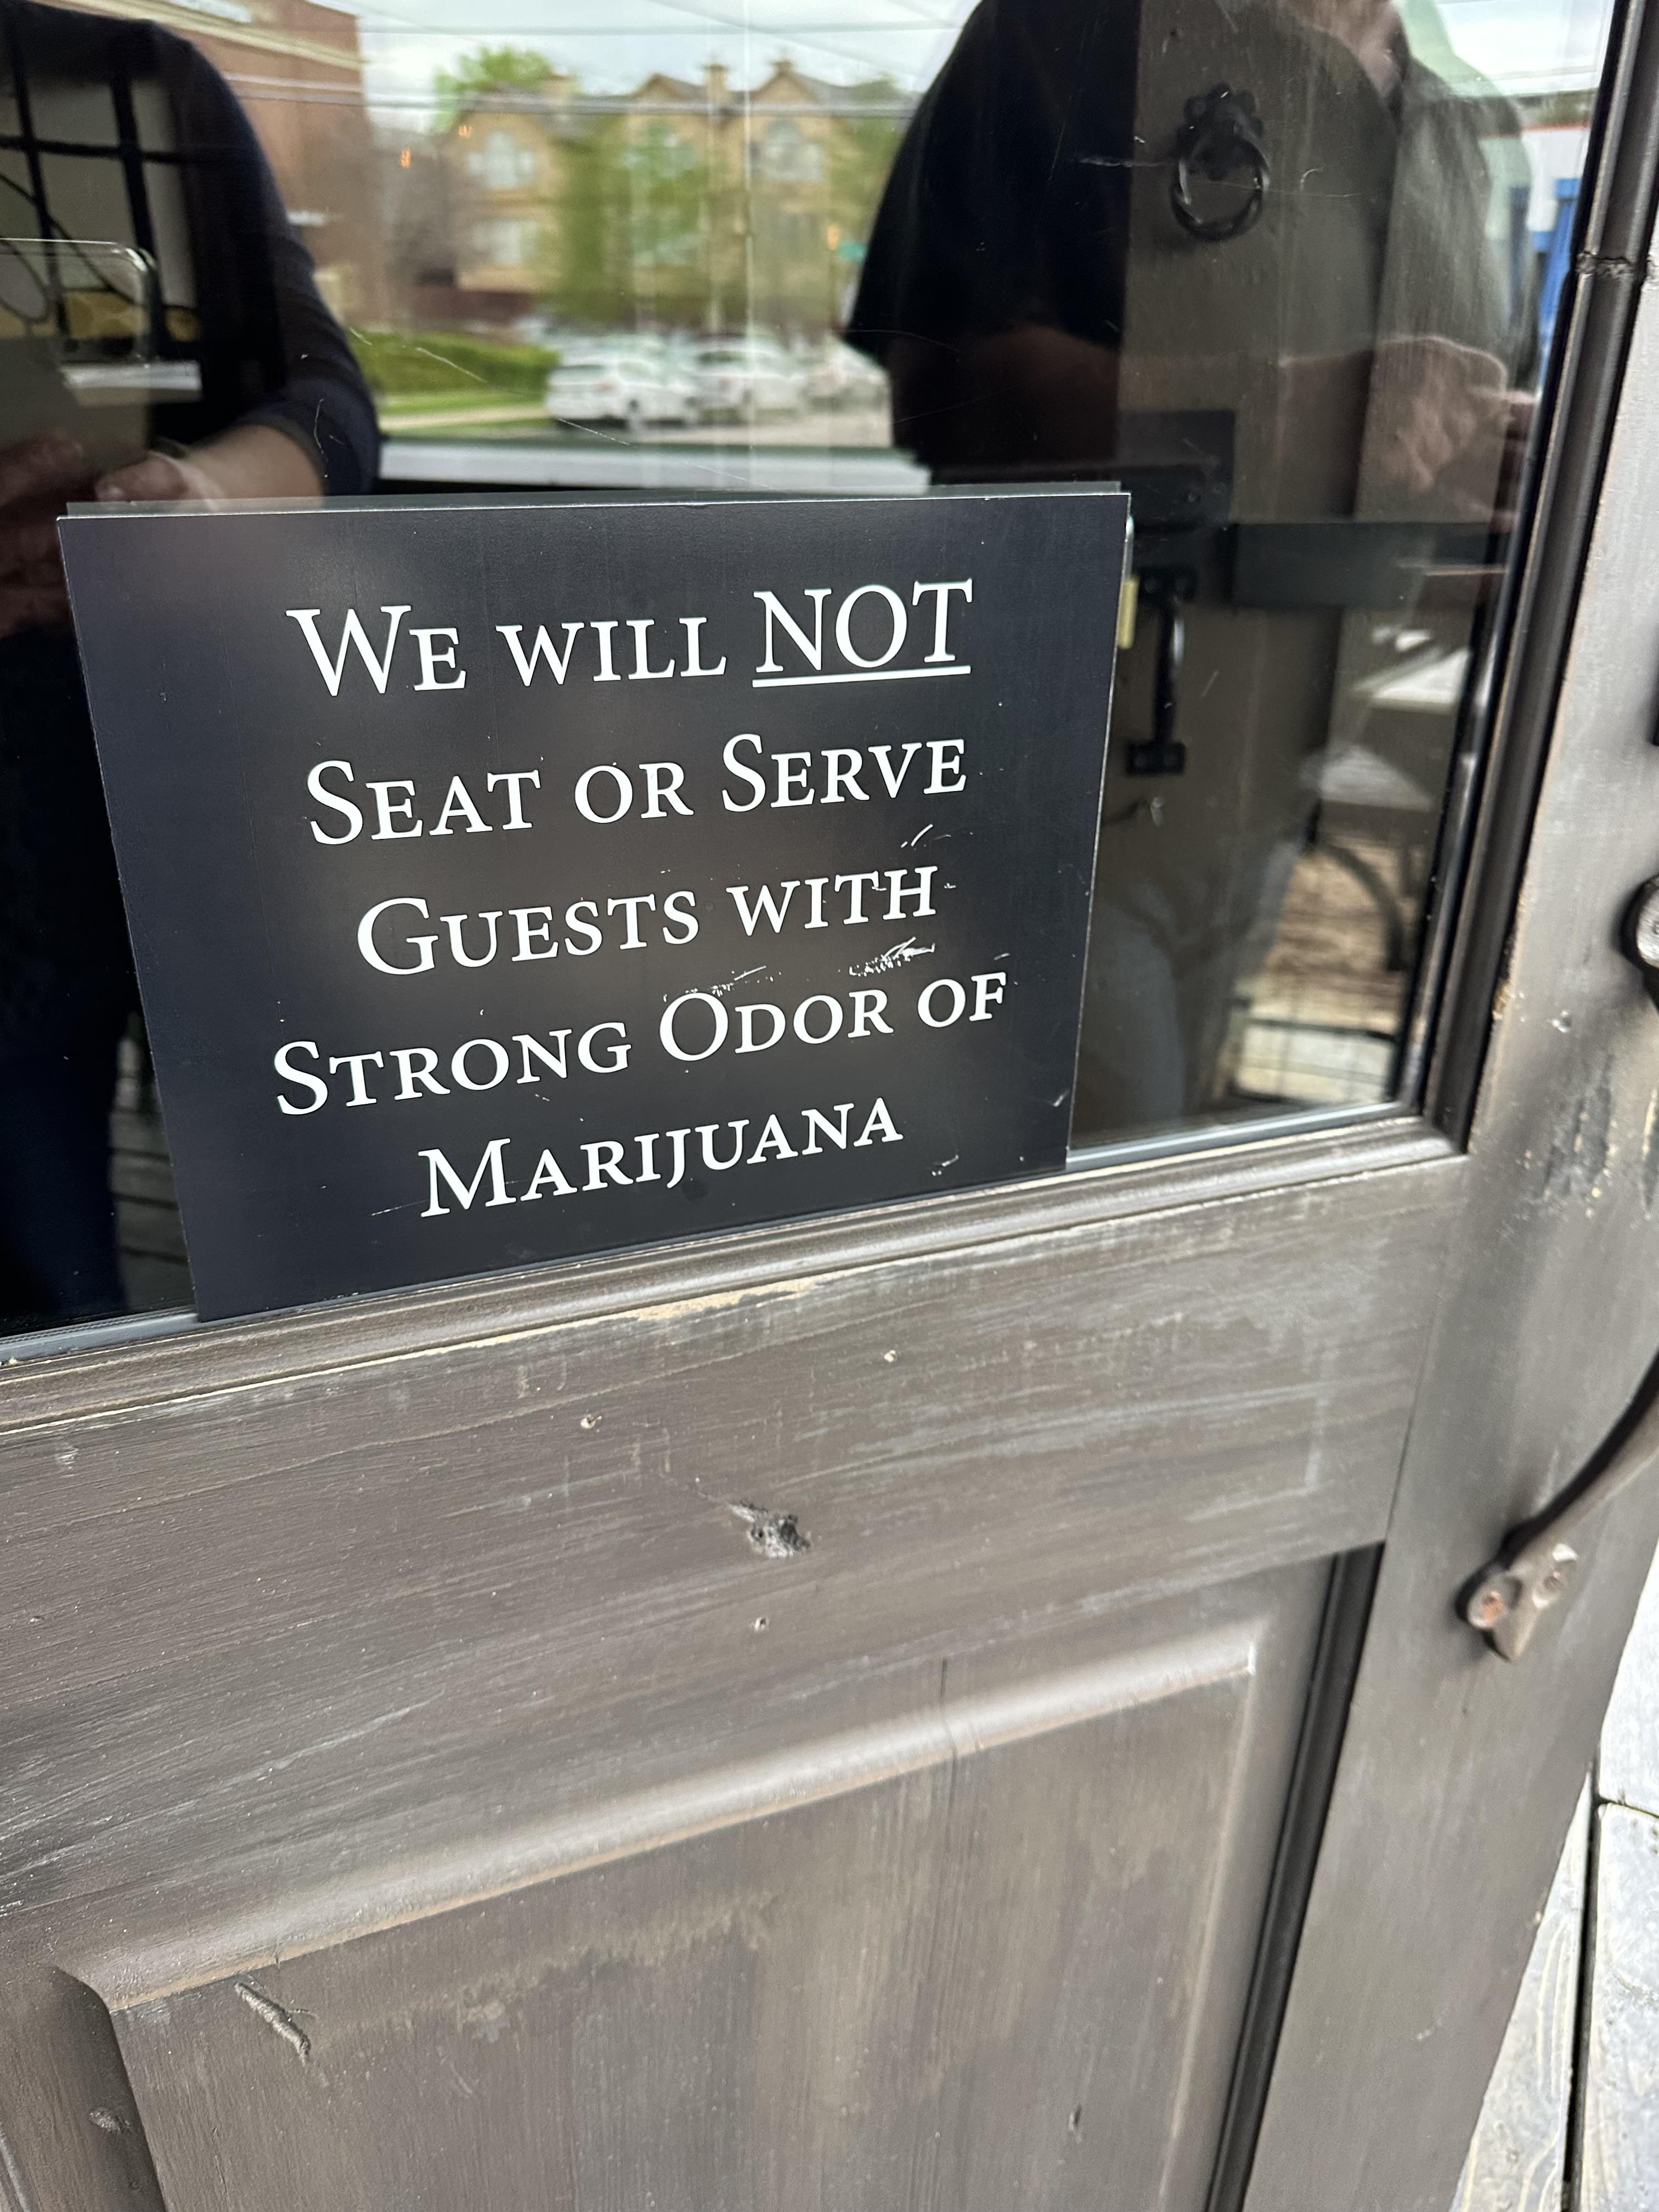 We will NOT
Seat or Serve
Guests with
Strong Odor of
Marijuana